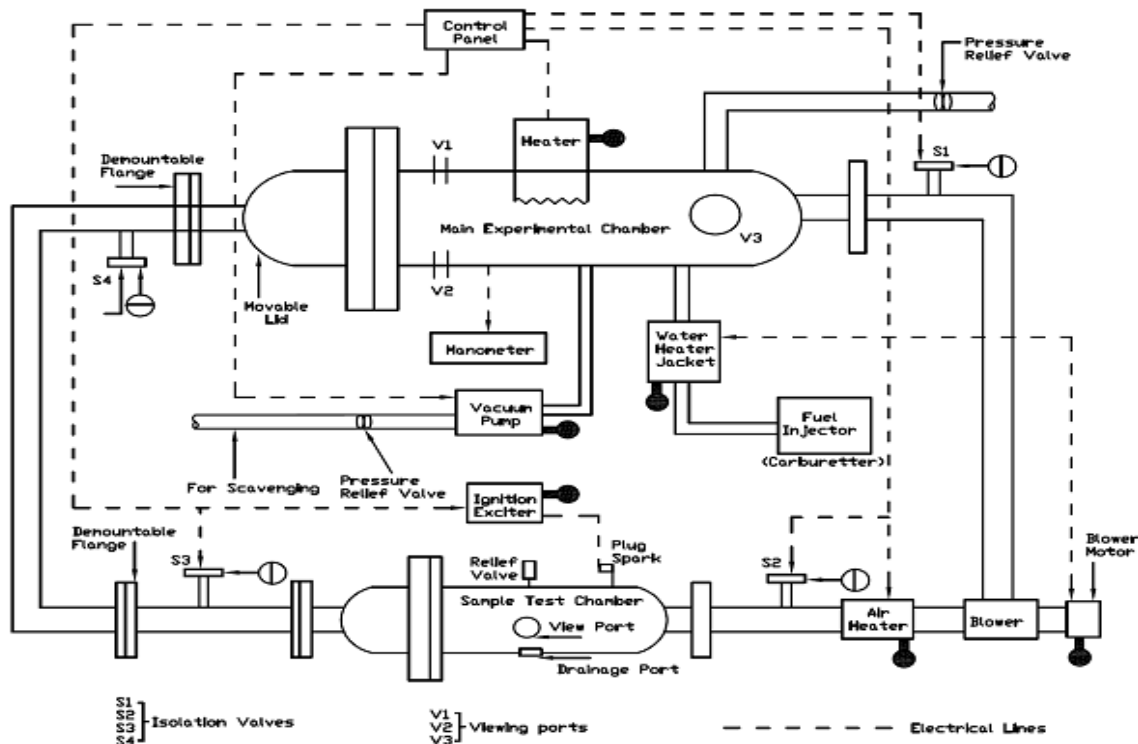 Control
Panel
Pressure
Relief Valve
V1
Heater
S1
Demountable
Flange
Main Experimental Chamber
V3
S4
V2
Movable
Lid
Manometer
Water
Heater
Jacket
Vacuum
Pump
Fuel
Injector
(Carburetter)
For Scavenging
Pressure
Relief Valve
Ignition
Exciter
Demountable
Flange
S3
Relief
Valve
Plug
Spark
S2
Blower
Motor
Sample Test Chamber
View Port
Air
Heater
Blower
Drainage Port
S1
S2
S3
S4
Isolation Valves
V1
V2
V3
Viewing ports
Electrical Lines